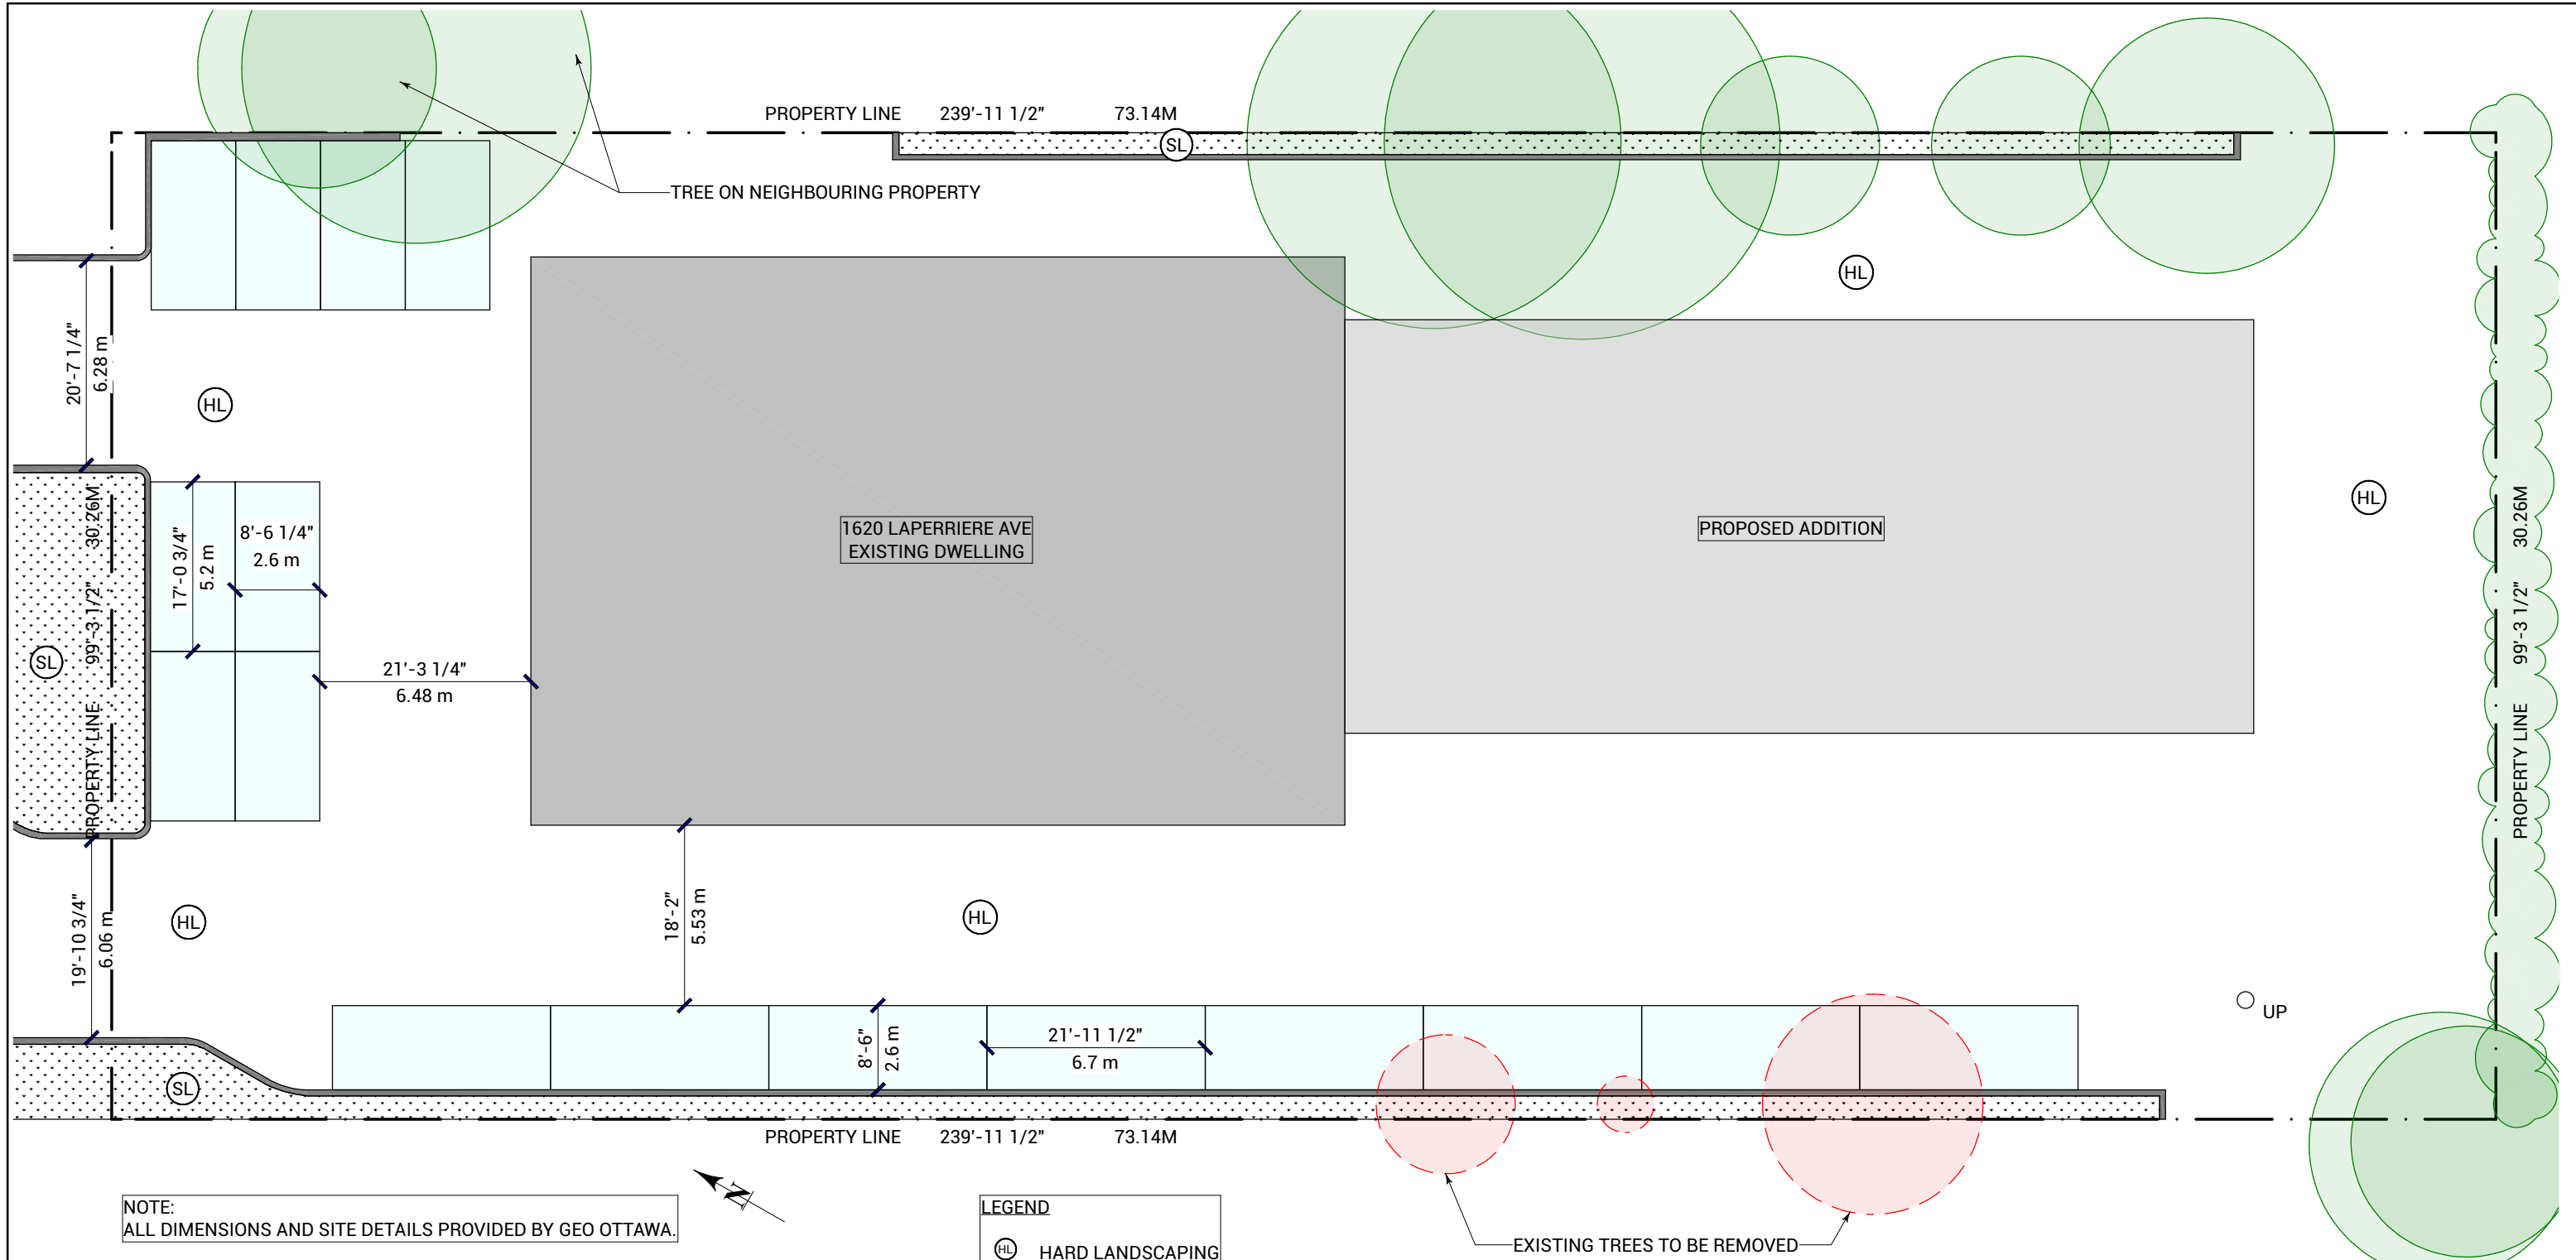 PROPERTY LINE 239'-11 1/2" 73.14M
SL
TREE ON NEIGHBOURING PROPERTY
HL
20'-7 1/4"
6.28 m
HL
HL
PROPERTY LINE 99'-3 1/2" 30.26M
SL
17'-0 3/4"
5.2 m
8'-6 1/4"
2.6 m
1620 LAPERRIERE AVE
EXISTING DWELLING
PROPOSED ADDITION
PROPERTY LINE 99'-3 1/2" 30.26M
21'-3 1/4"
6.48 m
19'-10 3/4"
6.06 m
HL
18'-2"
5.53 m
HL
UP
8'-6"
2.6 m
21'-11 1/2"
6.7 m
SL
PROPERTY LINE 239'-11 1/2" 73.14M
N
NOTE:
ALL DIMENSIONS AND SITE DETAILS PROVIDED BY GEO OTTAWA.
LEGEND
HL HARD LANDSCAPING
EXISTING TREES TO BE REMOVED